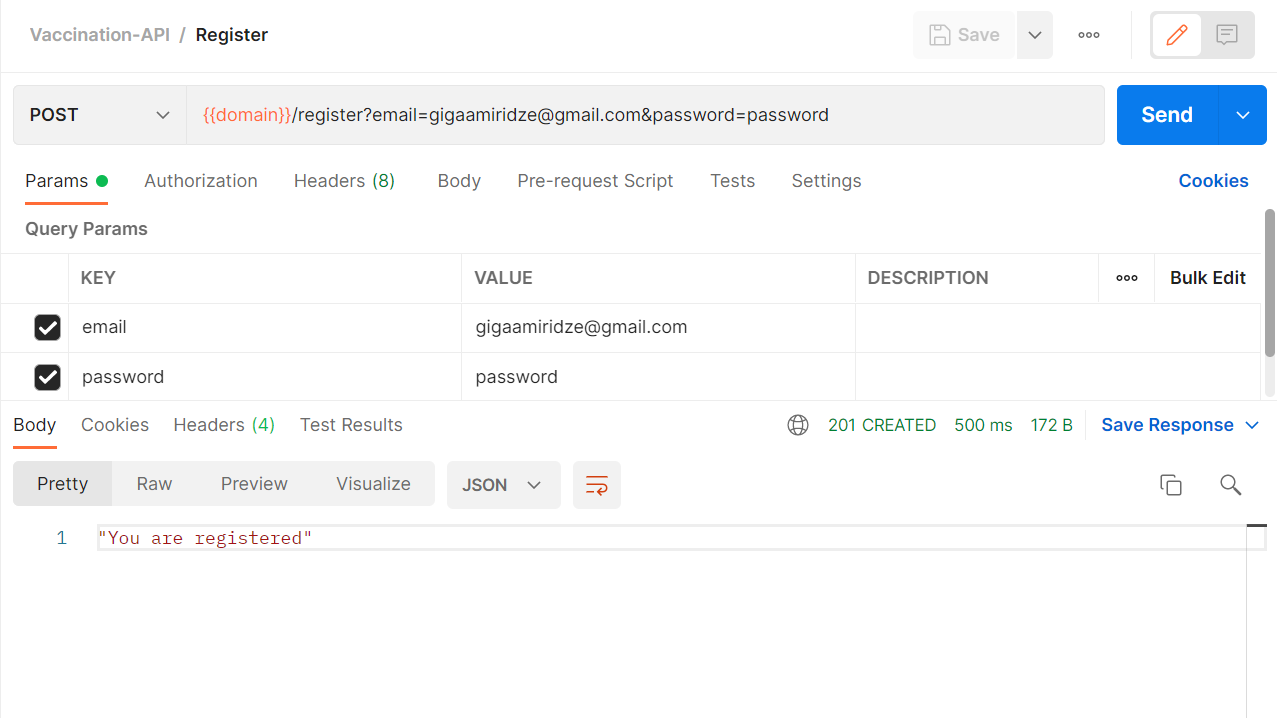 Vaccination-API / Register
Save
POST
{{domain}}/register?email=gigaamiridze@gmail.com&password=password
Send
Params Authorization Headers (8) Body Pre-request Script Tests Settings Cookies
Query Params
KEY VALUE DESCRIPTION Bulk Edit
email gigaamiridze@gmail.com
password password
Body Cookies Headers (4) Test Results 201 CREATED 500 ms 172 B Save Response
Pretty Raw Preview Visualize JSON
1 "You are registered"